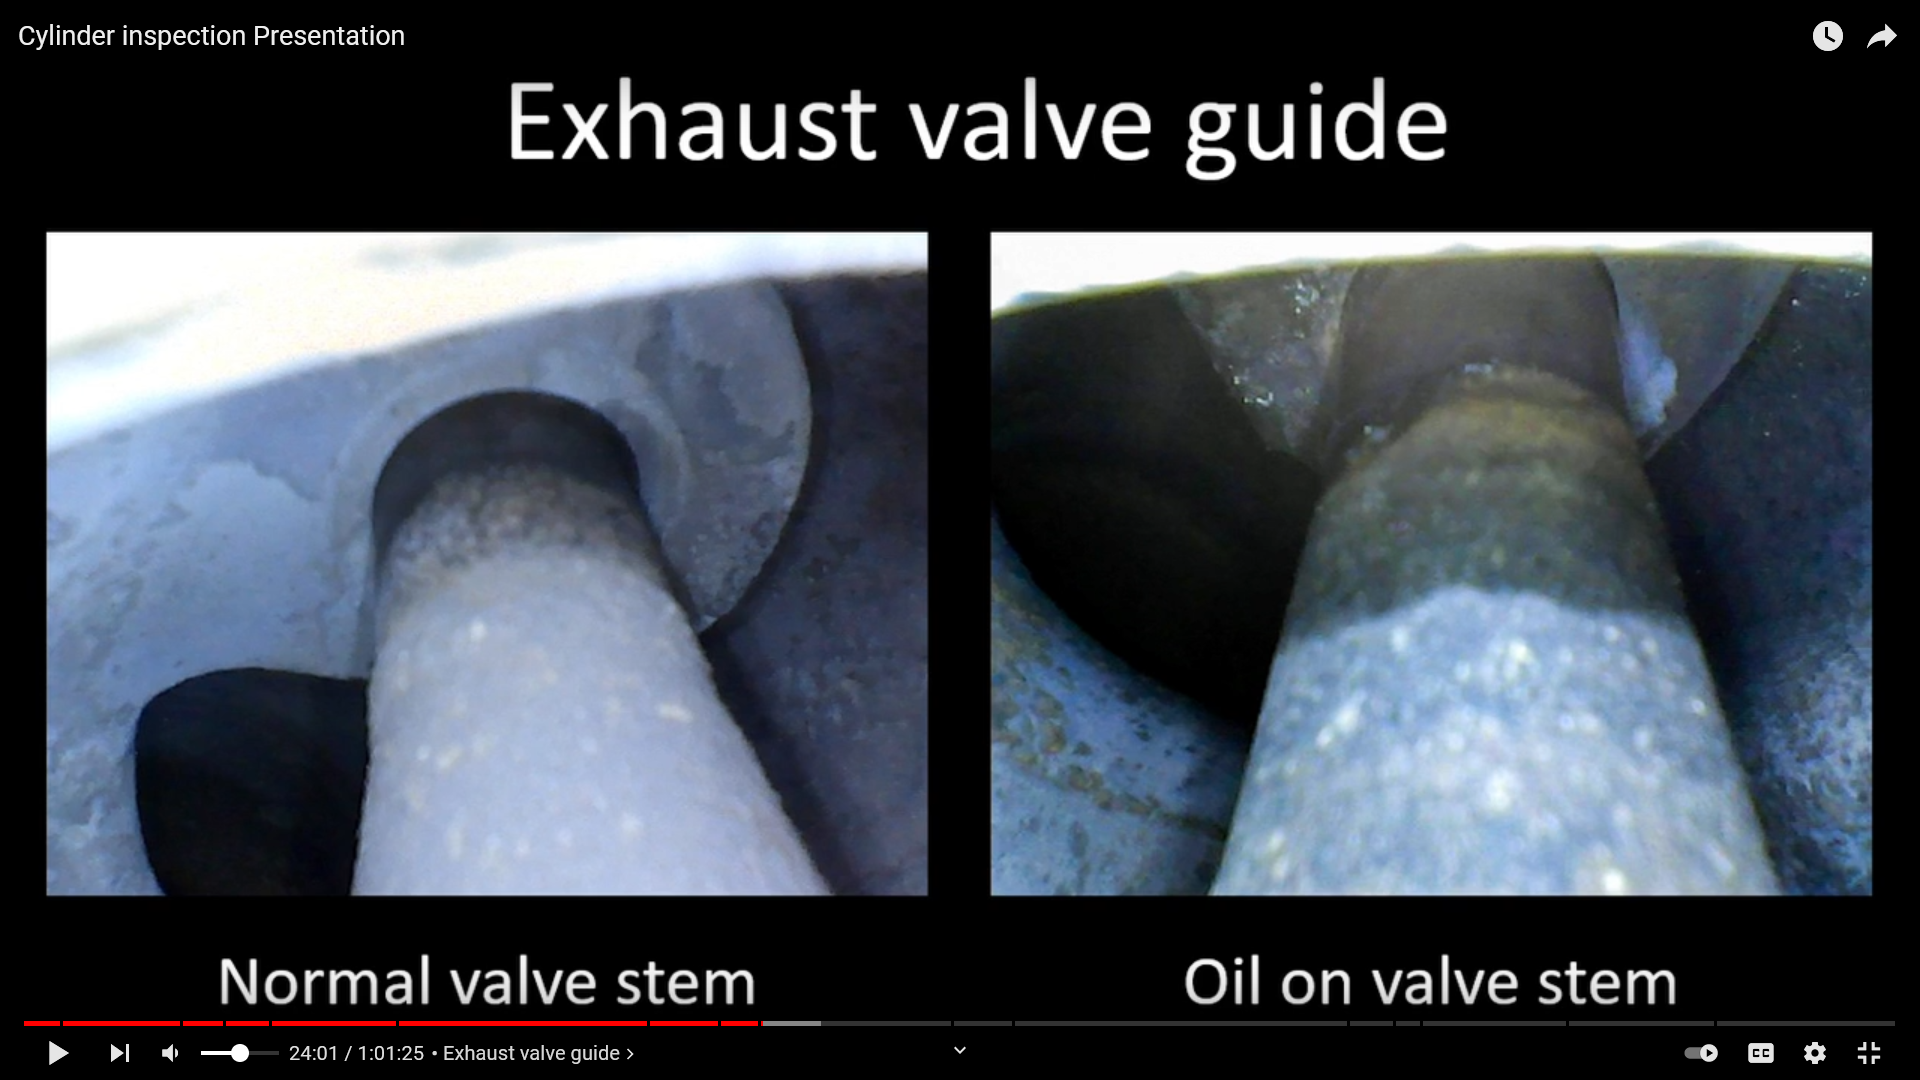 Cylinder inspection Presentation
Exhaust valve guide
Normal valve stem
Oil on valve stem
24:01 / 1:01:25 • Exhaust valve guide ›
CC